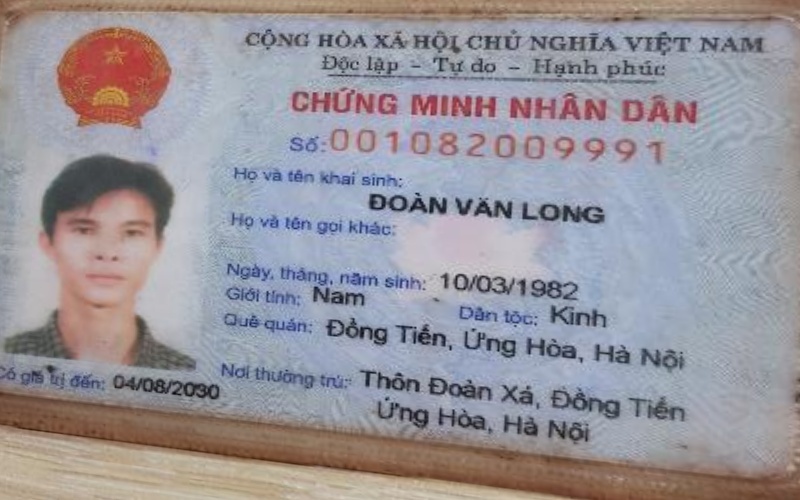 CỘNG HÒA XÃ HỘI CHỦ NGHĨA VIỆT NAM
Độc lập - Tự do - Hạnh phúc
CHỨNG MINH NHÂN DÂN
Số: 001082009991
Họ và tên khai sinh:
ĐOÀN VĂN LONG
Họ và tên gọi khác:
Ngày, tháng, năm sinh: 10/03/1982
Giới tính: Nam Dân tộc: Kinh
Quê quán: Đồng Tiến, Ứng Hòa, Hà Nội
Có giá trị đến: 04/08/2030
Nơi thường trú: Thôn Đoàn Xá, Đồng Tiến
Ứng Hòa, Hà Nội